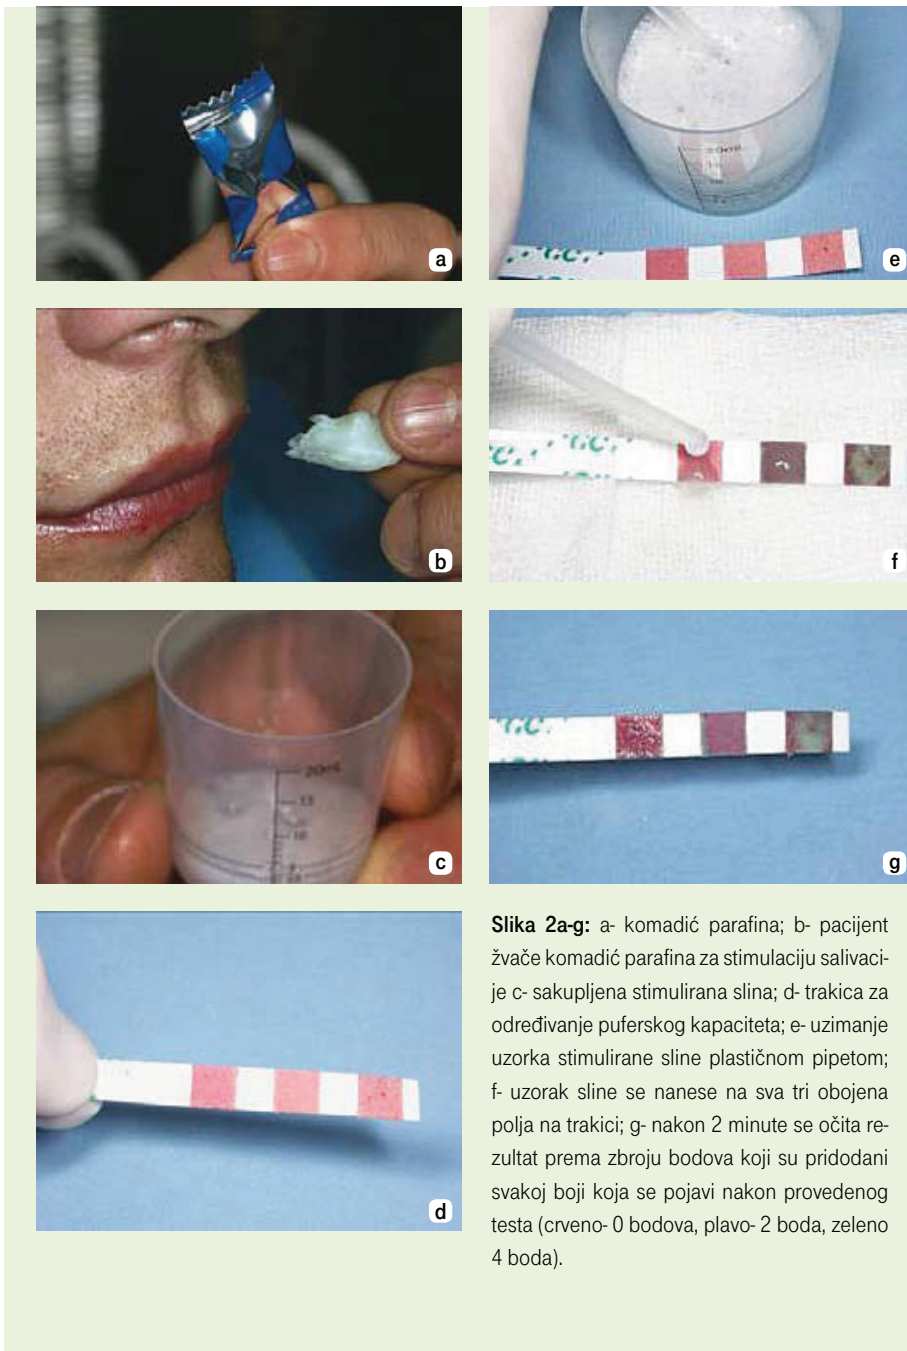 a
b
20mL
15
10
c
d
e
f
g
Slika 2a-g: a- komadić parafina; b- pacijent
žvače komadić parafina za stimulaciju salivaci-
je c- sakupljena stimulirana slina; d- trakica za
određivanje puferskog kapaciteta; e- uzimanje
uzorka stimulirane sline plastičnom pipetom;
f- uzorak sline se nanese na sva tri obojena
polja na trakici; g- nakon 2 minute se očita re-
zultat prema zbroju bodova koji su pridodani
svakoj boji koja se pojavi nakon provedenog
testa (crveno- 0 bodova, plavo- 2 boda, zeleno
4 boda).